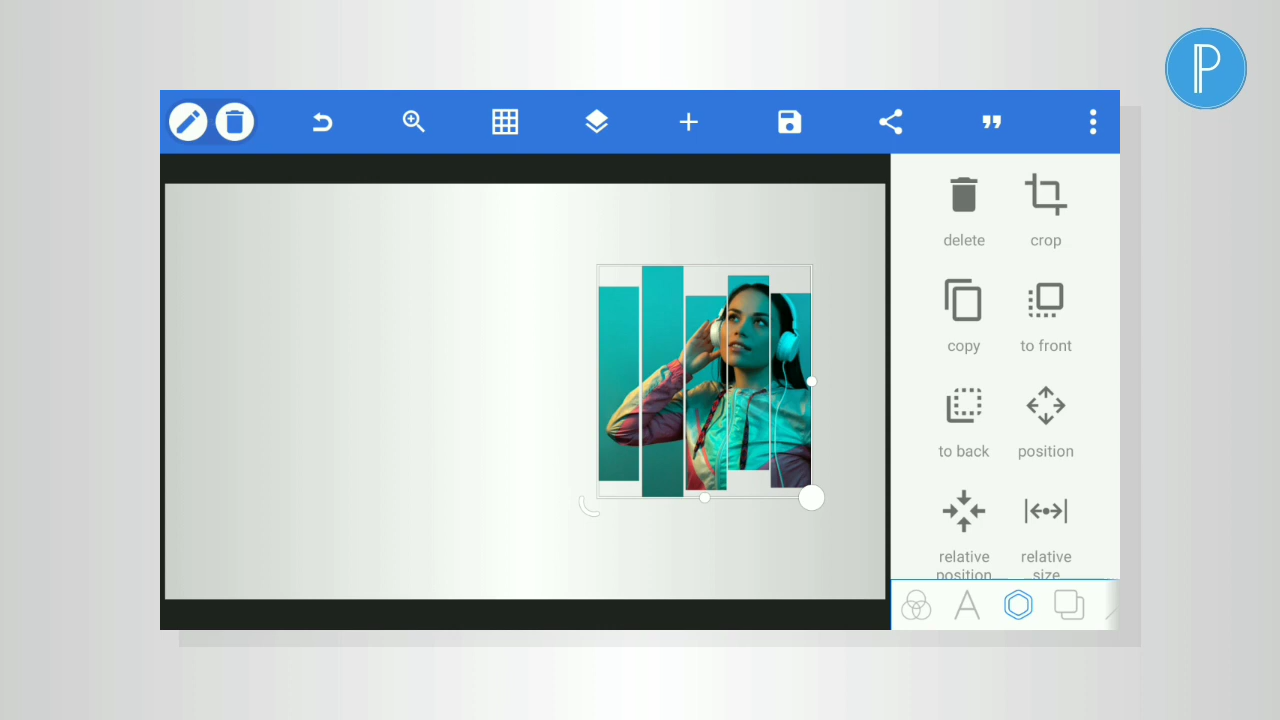 P
delete
crop
copy
to front
to back
position
relative
position
relative
size
A